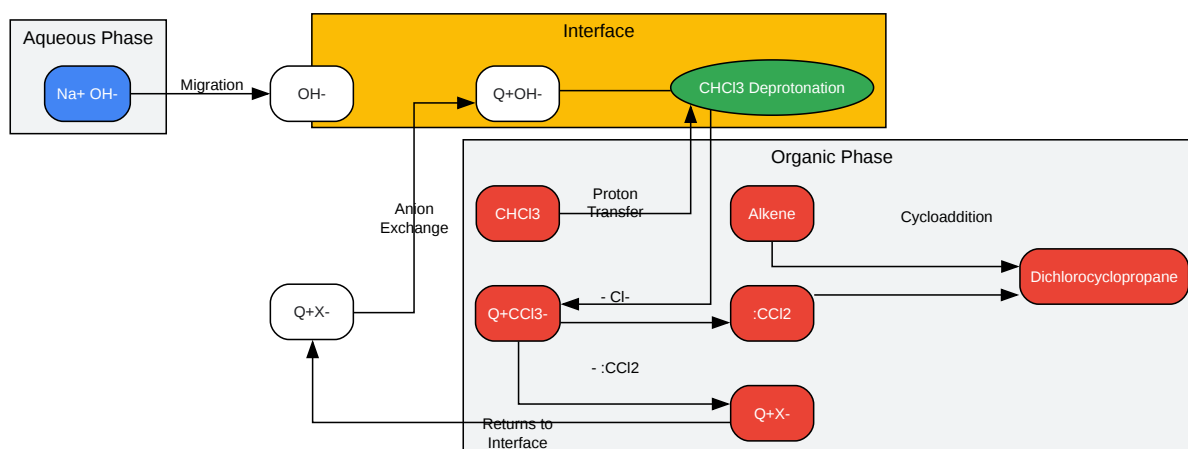 Aqueous Phase
Interface
Na+ OH-
Migration
OH-
Q+OH-
CHCl3 Deprotonation
Organic Phase
CHCl3
Proton
Transfer
Alkene
Cycloaddition
Anion
Exchange
Dichlorocyclopropane
Q+X-
Q+CCl3-
- Cl-
:CCl2
- :CCl2
Q+X-
Returns to
Interface